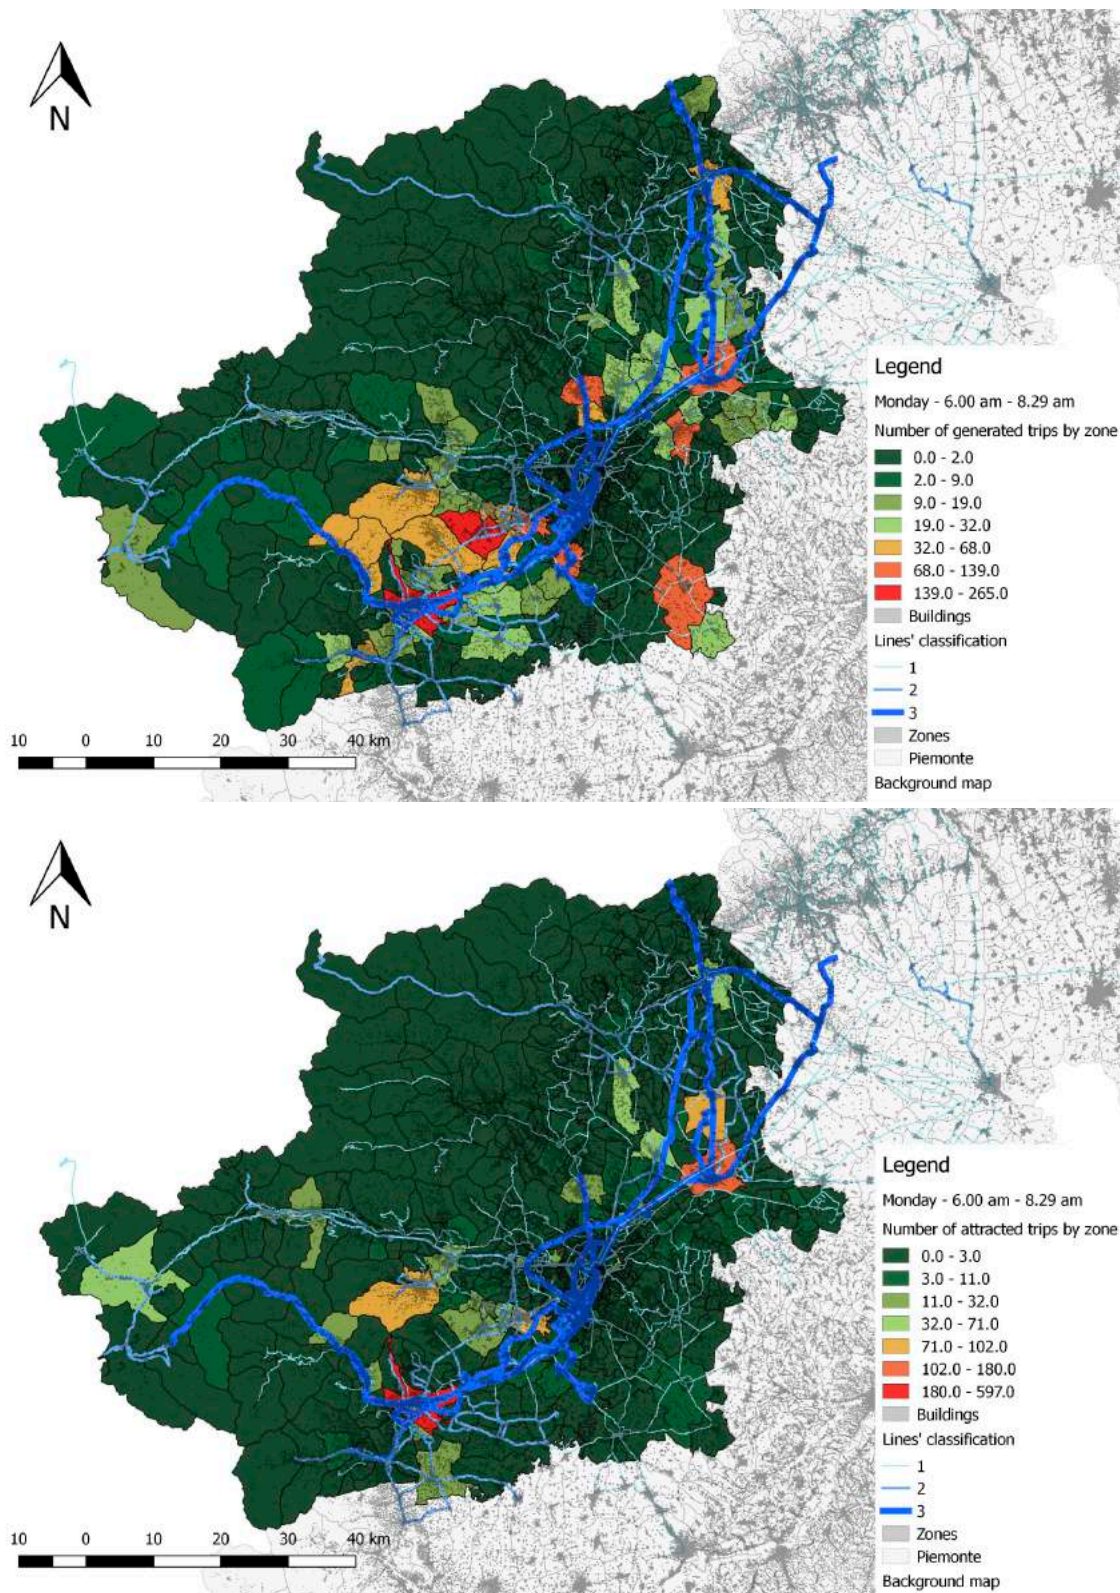 N
Legend
Monday - 6.00 am - 8.29 am
Number of generated trips by zone
0.0 - 2.0
2.0 - 9.0
9.0 - 19.0
19.0 - 32.0
32.0 - 68.0
68.0 - 139.0
139.0 - 265.0
Buildings
Lines' classification
1
2
3
Zones
Piemonte
Background map
10 0 10 20 30 40 km
N
Legend
Monday - 6.00 am - 8.29 am
Number of attracted trips by zone
0.0 - 3.0
3.0 - 11.0
11.0 - 32.0
32.0 - 71.0
71.0 - 102.0
102.0 - 180.0
180.0 - 597.0
Buildings
Lines' classification
1
2
3
Zones
Piemonte
Background map
10 0 10 20 30 40 km